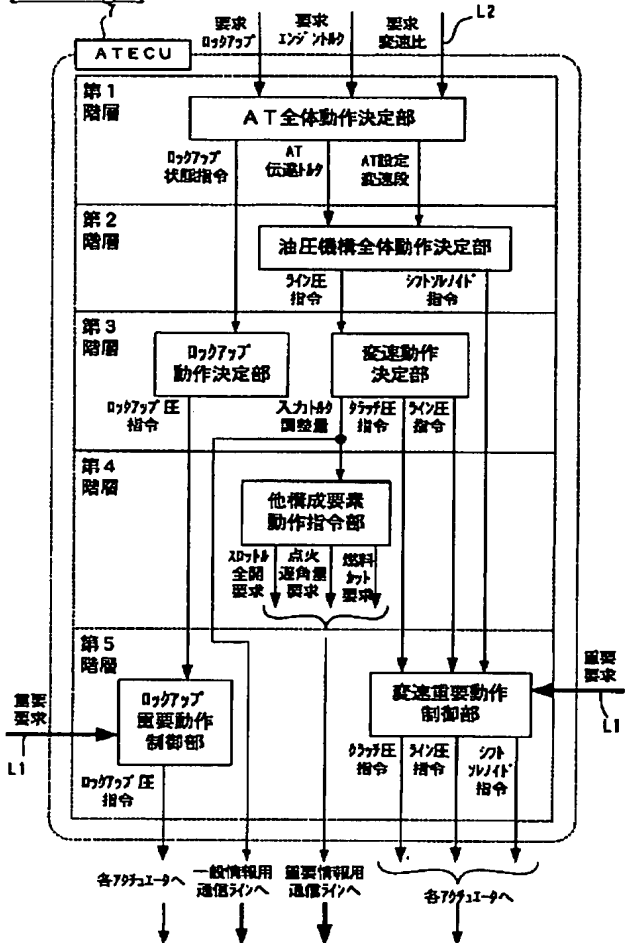 7
ATECU
要求
ロックアップ
要求
エンジントルク
要求
変速比
L2
第1
階層
AT全体動作決定部
ロックアップ
状態指令
AT
伝達トルク
AT設定
変速段
第2
階層
油圧機構全体動作決定部
ライン圧
指令
シフトソレノイド
指令
第3
階層
ロックアップ
動作決定部
変速動作
決定部
ロックアップ圧
指令
入力トルク
調整量
クラッチ圧
指令
ライン圧
指令
第4
階層
他構成要素
動作指令部
スロットル
全閉
要求
点火
遅角量
要求
燃料
カット
要求
第5
階層
重要
要求
L1
ロックアップ
重要動作
制御部
変速重要動作
制御部
重要
要求
L1
ロックアップ圧
指令
クラッチ圧
指令
ライン圧
指令
シフト
ソレノイド
指令
各アクチュエータへ
一般情報用
通信ラインへ
重要情報用
通信ラインへ
各アクチュエータへ